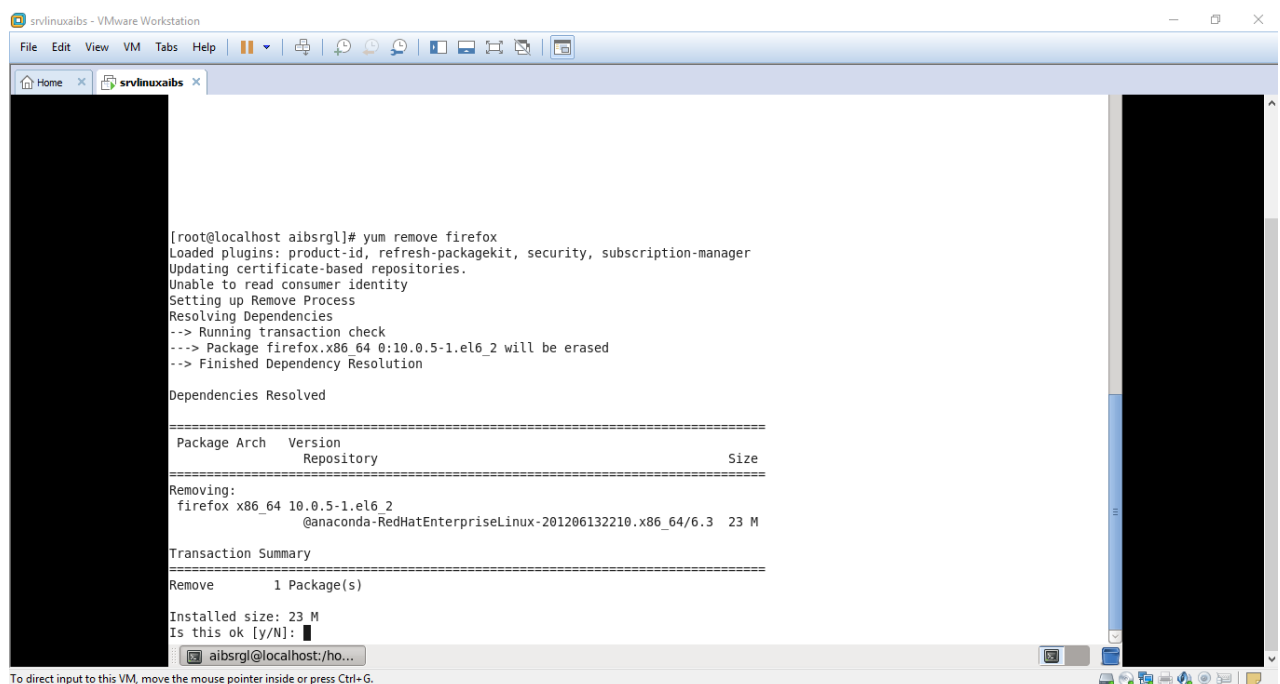 srvlinuxaibs - VMware Workstation
File Edit View VM Tabs Help
Home srvlinuxaibs
[root@localhost aibsrgl]# yum remove firefox
Loaded plugins: product-id, refresh-packagekit, security, subscription-manager
Updating certificate-based repositories.
Unable to read consumer identity
Setting up Remove Process
Resolving Dependencies
--> Running transaction check
---> Package firefox.x86_64 0:10.0.5-1.el6_2 will be erased
--> Finished Dependency Resolution
Dependencies Resolved
================================================================================
Package Arch Version
Repository Size
================================================================================
Removing:
firefox x86_64 10.0.5-1.el6_2
@anaconda-RedHatEnterpriseLinux-201206132210.x86_64/6.3 23 M
Transaction Summary
================================================================================
Remove 1 Package(s)
Installed size: 23 M
Is this ok [y/N]:
aibsrgl@localhost:/ho...
To direct input to this VM, move the mouse pointer inside or press Ctrl+G.